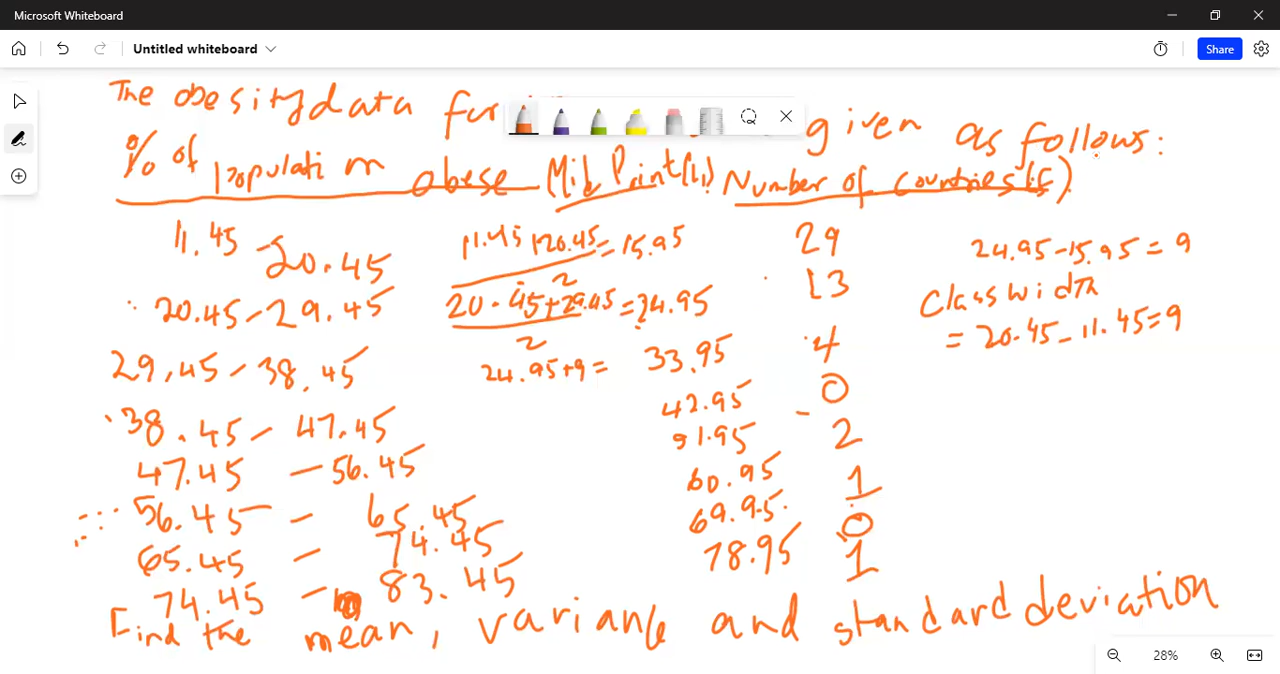 Microsoft Whiteboard
Untitled whiteboard
Share
The obesity data for given as follows:
% of population obese (Mid Point(Li) Number of countries (f)
11.45 - 20.45 11.45+20.45 = 15.95 29
2
20.45 - 29.45 20.45+29.45 = 24.95 13
2
29.45 - 38.45 24.95+9 = 33.95 4
38.45 - 47.45 42.95 0
47.45 - 56.45 51.95 2
56.45 - 65.45 60.95 1
65.45 - 74.45 69.95 0
74.45 - 83.45 78.95 1
24.95-15.95=9
Class width
= 20.45-11.45=9
Find the mean, variance and standard deviation
28%